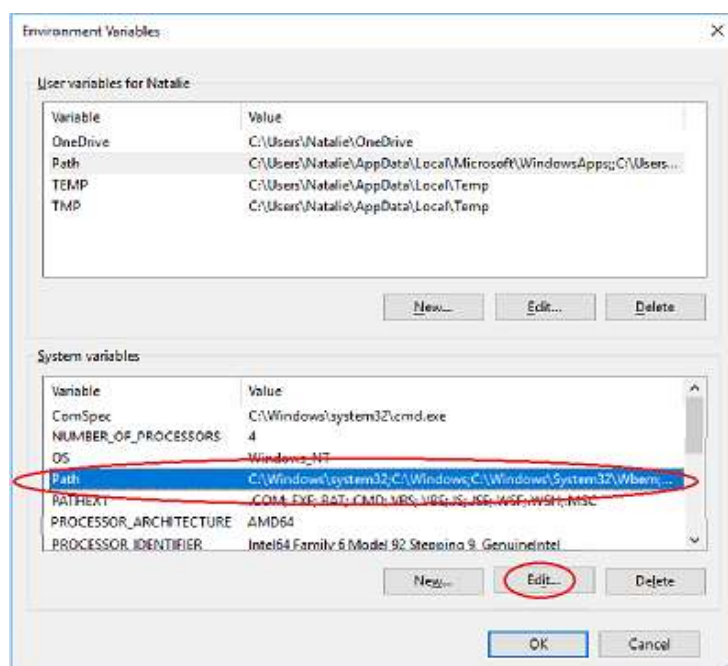 Environment Variables
User variables for Natalie
Variable Value
OneDrive C:\Users\Natalie\OneDrive
Path C:\Users\Natalie\AppData\Local\Microsoft\WindowsApps;;C:\Users...
TEMP C:\Users\Natalie\AppData\Local\Temp
TMP C:\Users\Natalie\AppData\Local\Temp
New... Edit... Delete
System variables
Variable Value
ComSpec C:\Windows\system32\cmd.exe
NUMBER_OF_PROCESSORS 4
OS Windows_NT
Path C:\Windows\system32;C:\Windows;C:\Windows\System32\Wbem;...
PATHEXT .COM;.EXE;.BAT;.CMD;.VBS;.VBE;.JS;.JSE;.WSF;.WSH;.MSC
PROCESSOR_ARCHITECTURE AMD64
PROCESSOR_IDENTIFIER Intel64 Family 6 Model 92 Stepping 9, GenuineIntel
New... Edit... Delete
OK Cancel